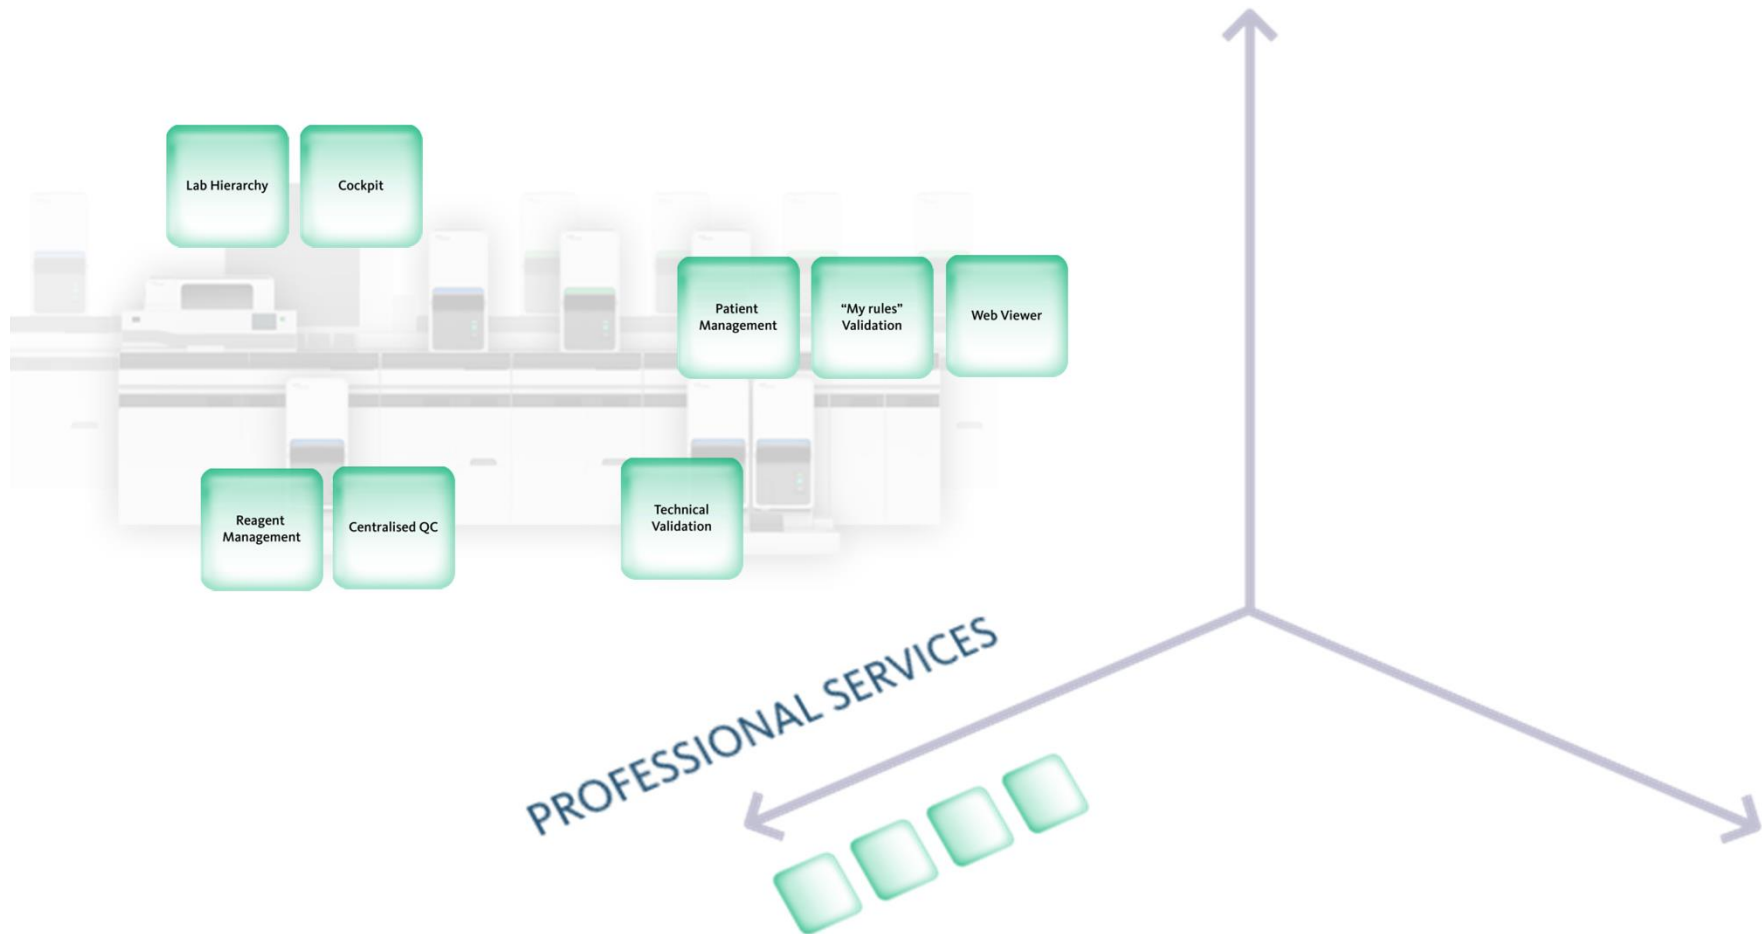 Lab Hierarchy
Cockpit
Patient
Management
“My rules”
Validation
Web Viewer
Reagent
Management
Centralised QC
Technical
Validation
PROFESSIONAL SERVICES